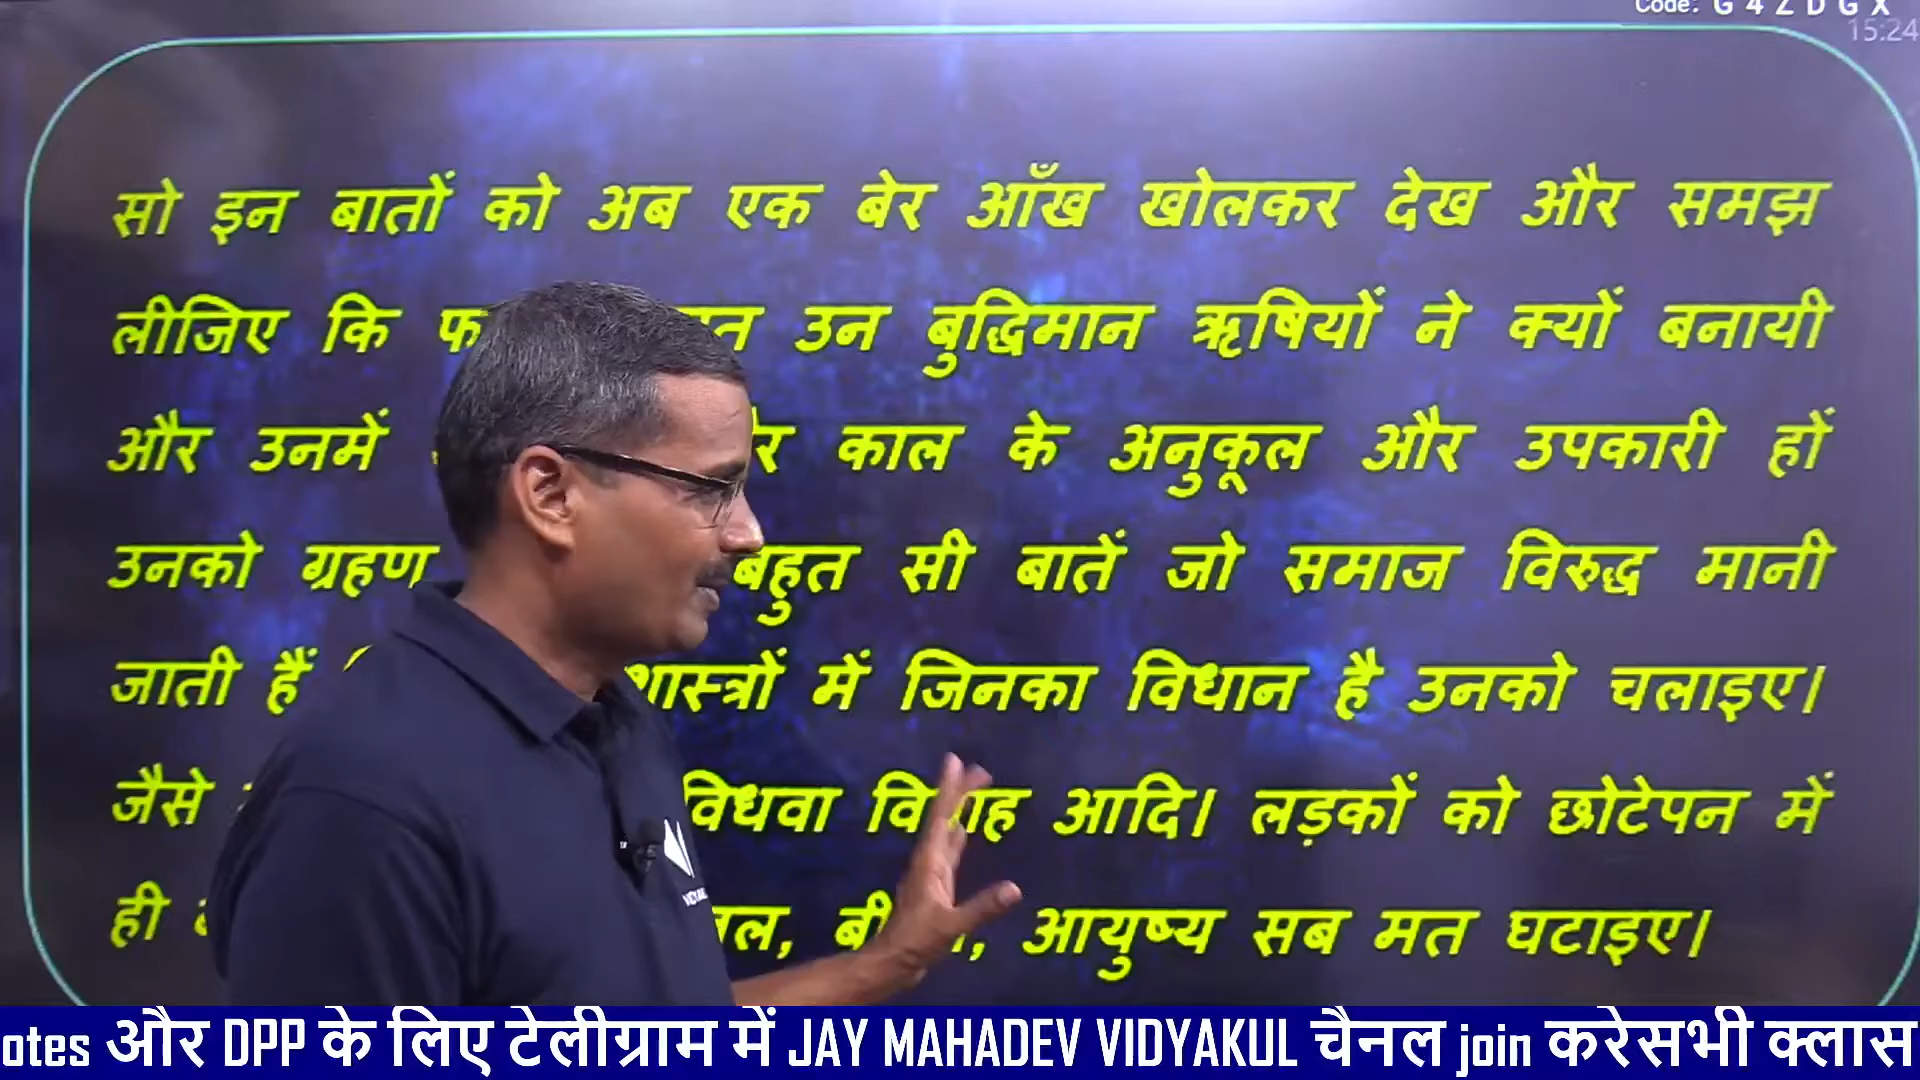 Code: G 4 Z D G X
15:24
सो इन बातों को अब एक बेर आँख खोलकर देख और समझ
लीजिए कि उन बुद्धिमान ऋषियों ने क्यों बनायी
और उनमें काल के अनुकूल और उपकारी हों
उनको ग्रहण बहुत सी बातें जो समाज विरुद्ध मानी
जाती हैं शास्त्रों में जिनका विधान है उनको चलाइए।
जैसे विधवा विवाह आदि। लड़कों को छोटेपन में
ही आयुष्य सब मत घटाइए।
otes और DPP के लिए टेलीग्राम में JAY MAHADEV VIDYAKUL चैनल join करेसभी क्लास